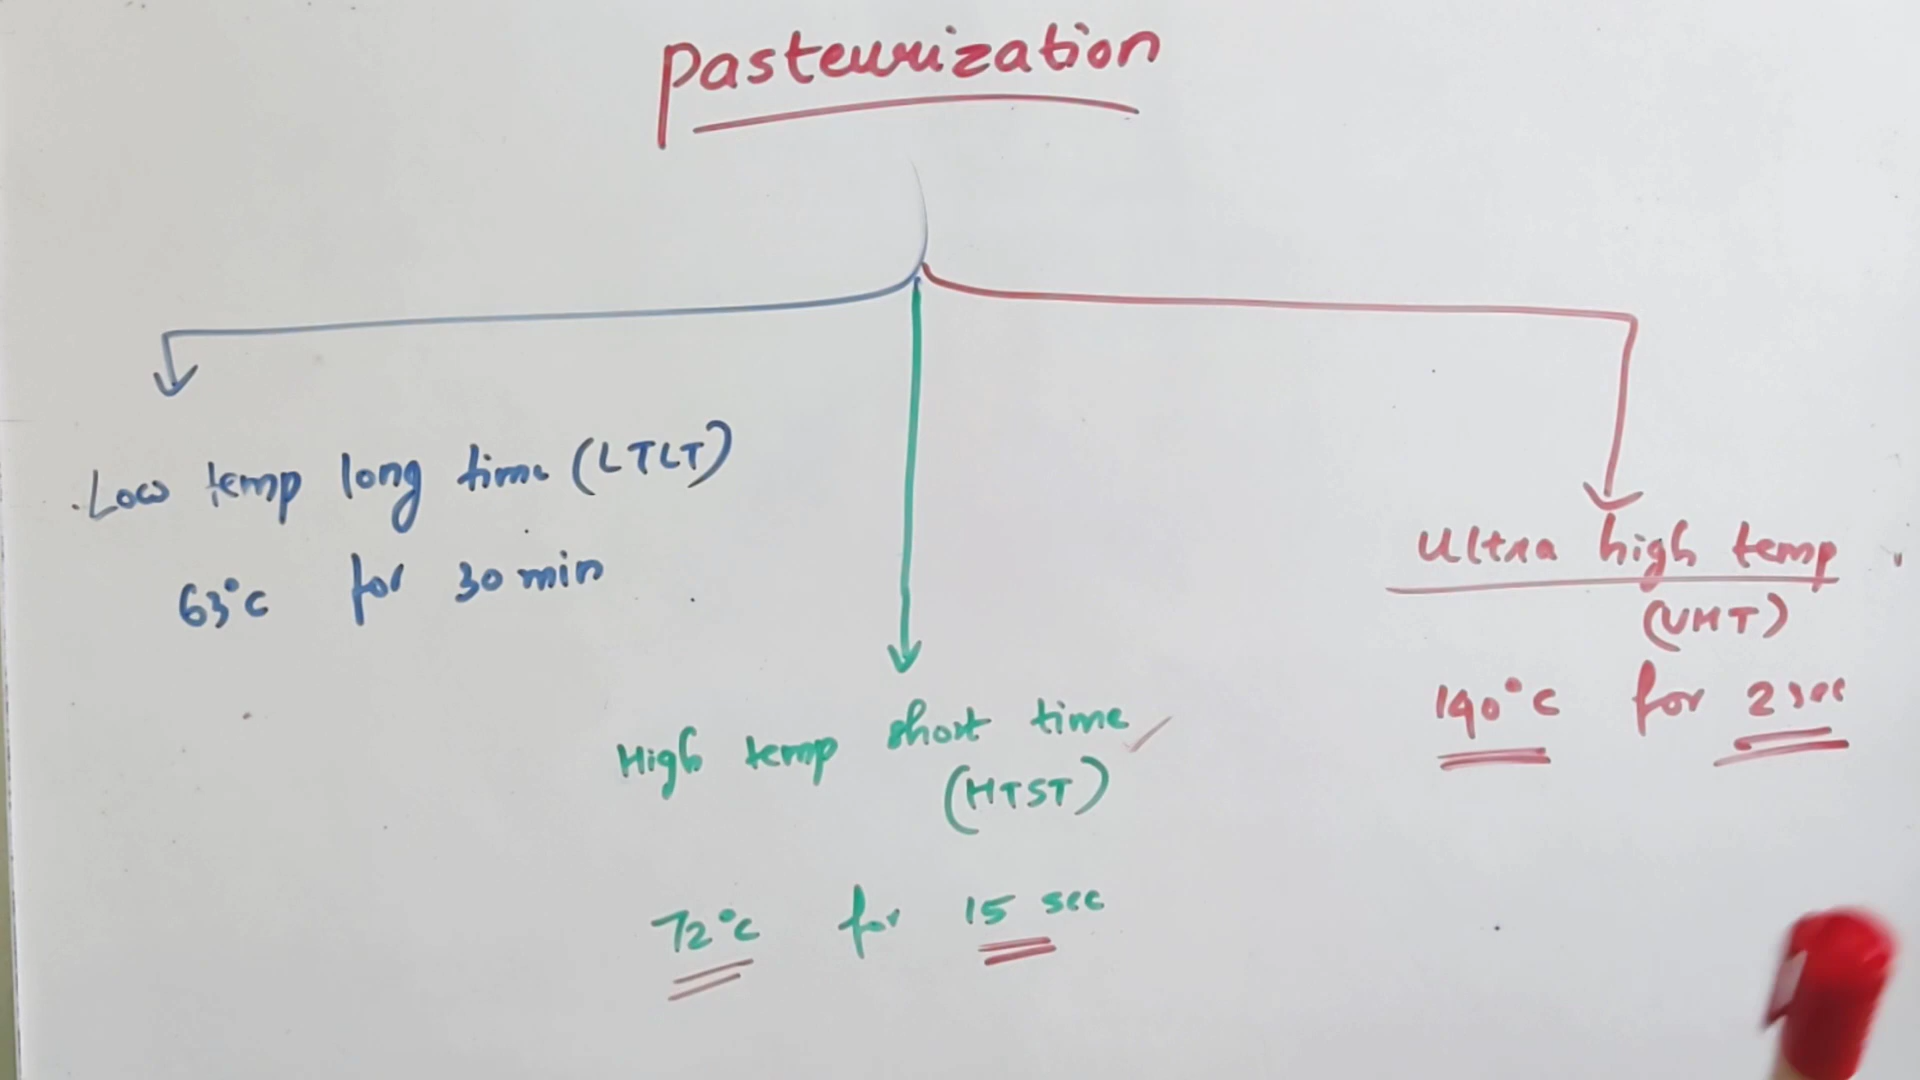 Pasteurization
Low temp long time (LTLT)
63°c for 30 min
High temp short time
(HTST)
72°c for 15 sec
Ultra high temp
(UHT)
140°c for 2 sec